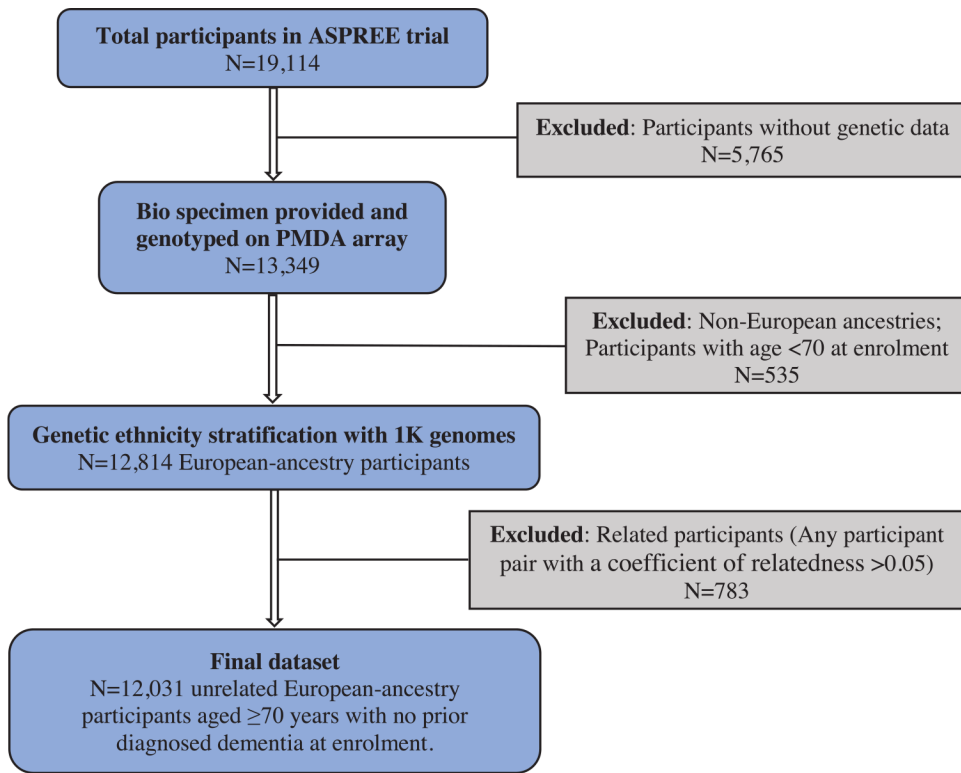 Total participants in ASPREE trial
N=19,114
Excluded: Participants without genetic data
N=5,765
Bio specimen provided and
genotyped on PMDA array
N=13,349
Excluded: Non-European ancestries;
Participants with age <70 at enrolment
N=535
Genetic ethnicity stratification with 1K genomes
N=12,814 European-ancestry participants
Excluded: Related participants (Any participant
pair with a coefficient of relatedness >0.05)
N=783
Final dataset
N=12,031 unrelated European-ancestry
participants aged ≥70 years with no prior
diagnosed dementia at enrolment.